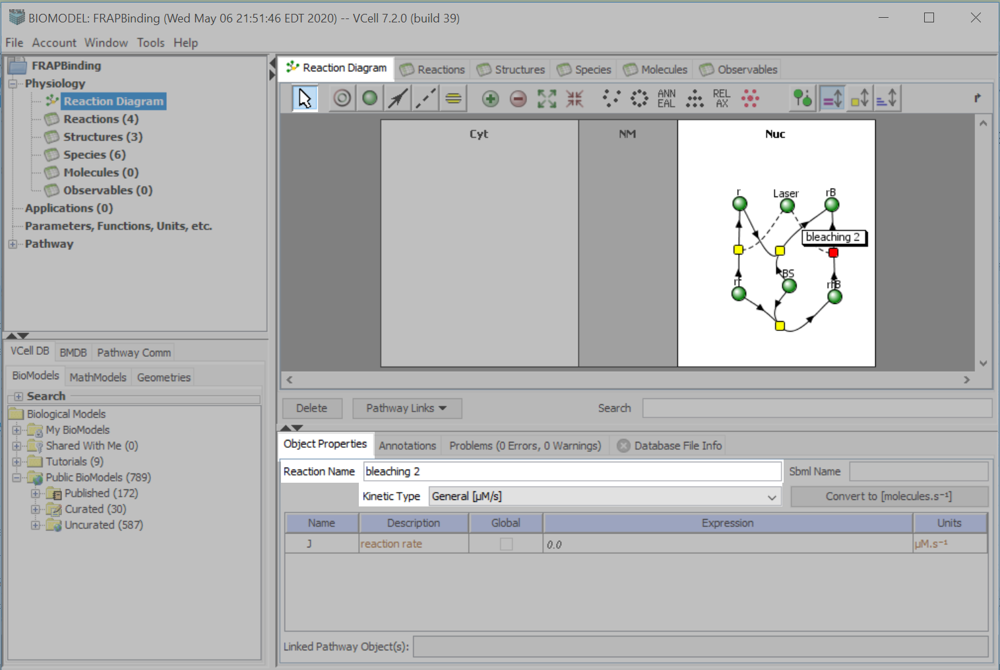 BIOMODEL: FRAPBinding (Wed May 06 21:51:46 EDT 2020) -- VCell 7.2.0 (build 39)
File Account Window Tools Help
FRAPBinding
Physiology
Reaction Diagram
Reactions (4)
Structures (3)
Species (6)
Molecules (0)
Observables (0)
Applications (0)
Parameters, Functions, Units, etc.
Pathway
VCell DB BMDB Pathway Comm
BioModels MathModels Geometries
Search
Biological Models
My BioModels
Shared With Me (0)
Tutorials (9)
Public BioModels (789)
Published (172)
Curated (30)
Uncurated (587)
Reaction Diagram Reactions Structures Species Molecules Observables
ANN EAL REL AX
Cyt NM Nuc
r Laser rB
bleaching 2
BS
rf rfB
Delete Pathway Links Search
Object Properties Annotations Problems (0 Errors, 0 Warnings) Database File Info
Reaction Name bleaching 2 Sbml Name
Kinetic Type General [µM/s] Convert to [molecules.s⁻¹]
Name Description Global Expression Units
J reaction rate 0.0 µM.s⁻¹
Linked Pathway Object(s):